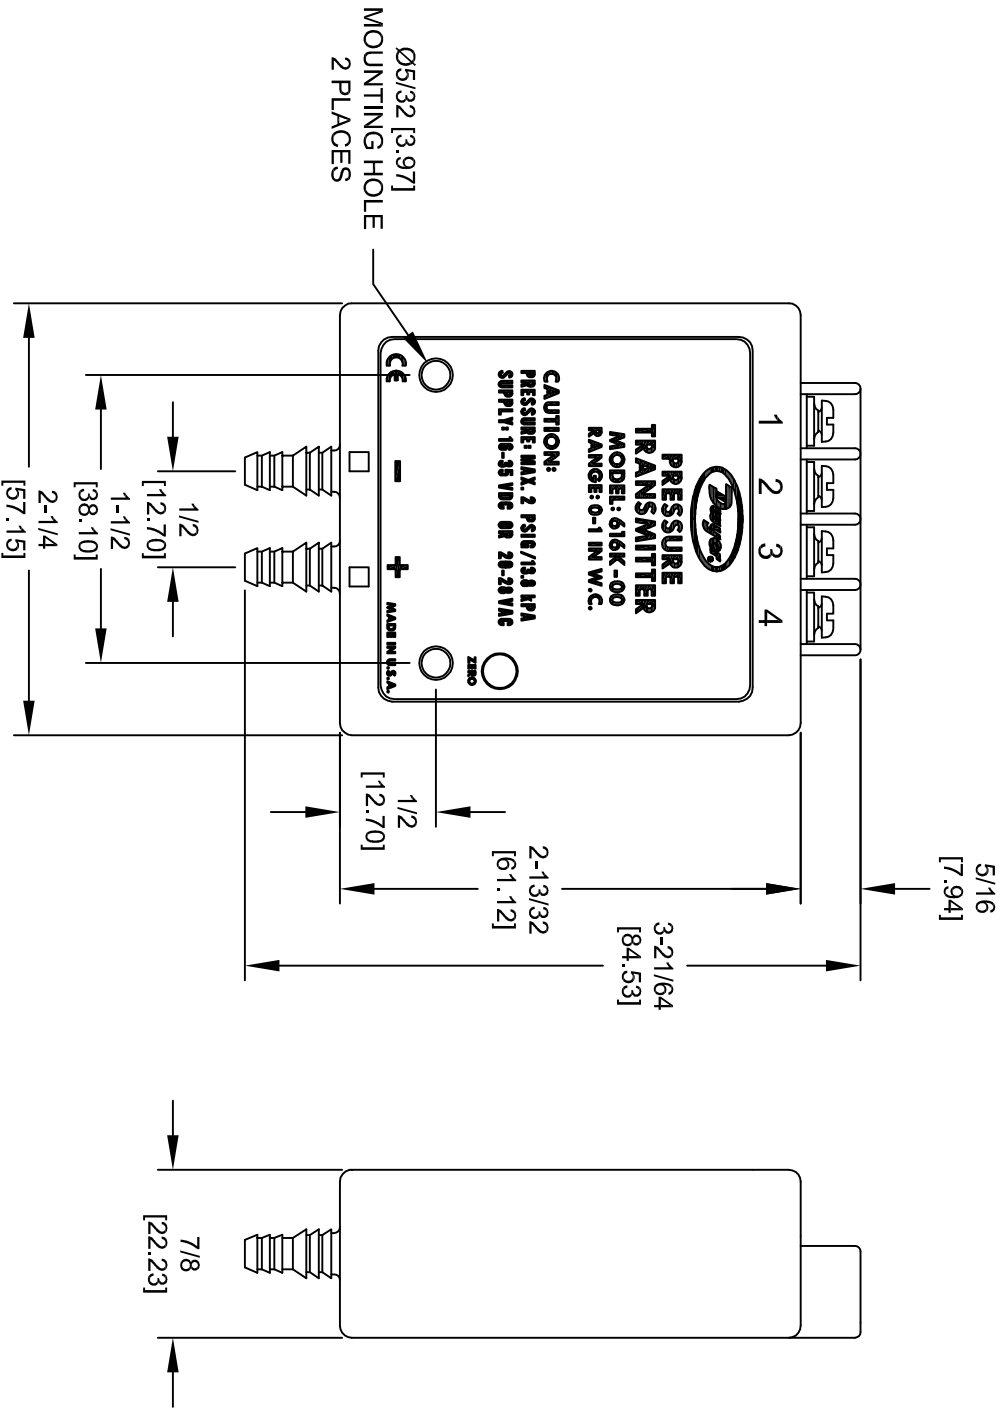 1 2 3 4
Dwyer.
PRESSURE
TRANSMITTER
MODEL: 616K-00
RANGE: 0-1 IN W.C.
CAUTION:
PRESSURE: MAX. 2 PSIG/13.8 kPA
SUPPLY: 16-35 VDC OR 20-28 VAC
ZERO
CE
-
+
MADE IN U.S.A.
Ø5/32 [3.97]
MOUNTING HOLE
2 PLACES
1/2
[12.70]
1-1/2
[38.10]
2-1/4
[57.15]
1/2
[12.70]
2-13/32
[61.12]
3-21/64
[84.53]
5/16
[7.94]
7/8
[22.23]